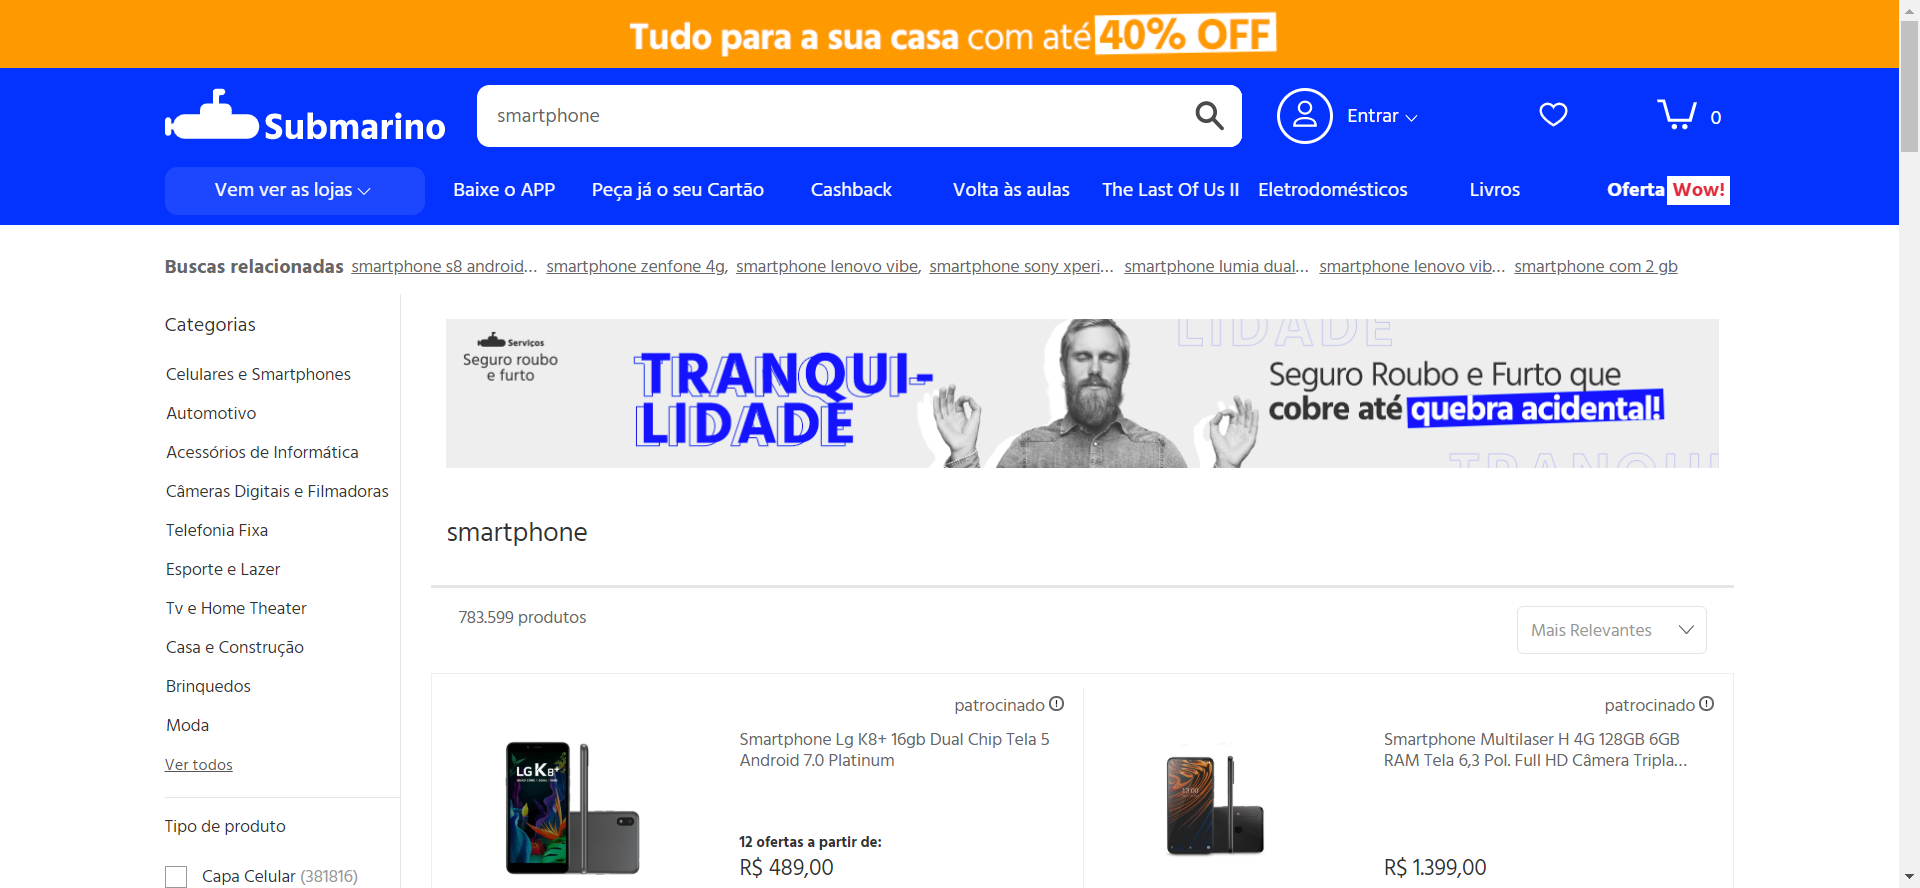 Tudo para a sua casa com até 40% OFF
Submarino
smartphone
Entrar
0
Vem ver as lojas
Baixe o APP
Peça já o seu Cartão
Cashback
Volta às aulas
The Last Of Us II
Eletrodomésticos
Livros
Oferta Wow!
Buscas relacionadas smartphone s8 android... smartphone zenfone 4g, smartphone lenovo vibe, smartphone sony xperi... smartphone lumia dual... smartphone lenovo vib... smartphone com 2 gb
Categorias
Celulares e Smartphones
Automotivo
Acessórios de Informática
Câmeras Digitais e Filmadoras
Telefonia Fixa
Esporte e Lazer
Tv e Home Theater
Casa e Construção
Brinquedos
Moda
Ver todos
Tipo de produto
Capa Celular (381816)
Serviços
Seguro roubo
e furto
TRANQUI-
LIDADE
LIDADE
Seguro Roubo e Furto que
cobre até quebra acidental!
TRANQUI
smartphone
783.599 produtos
Mais Relevantes
patrocinado
LG K8+
Smartphone Lg K8+ 16gb Dual Chip Tela 5
Android 7.0 Platinum
12 ofertas a partir de:
R$ 489,00
patrocinado
13:00
Smartphone Multilaser H 4G 128GB 6GB
RAM Tela 6,3 Pol. Full HD Câmera Tripla...
R$ 1.399,00